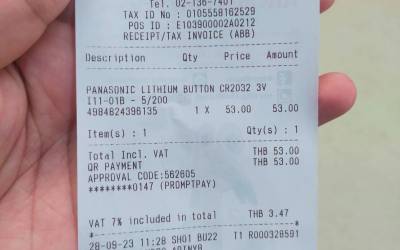 Tel. 02-136-7401
TAX ID No : 0105558162529
POS ID : E103900002A0212
RECEIPT/TAX INVOICE (ABB)
Description Qty Price Amount
PANASONIC LITHIUM BUTTON CR2032 3V
I11-01B - 5/200
4984824396135 1 X 53.00 53.00
Item(s) : 1 Qty(s) : 1
Total Incl. VAT THB 53.00
QR PAYMENT THB 53.00
APPROVAL CODE:562605
********0147 (PROMPTPAY)
VAT 7% included in total THB 3.47
28-09-23 11:28 SH01 BU22 T1 R000328591